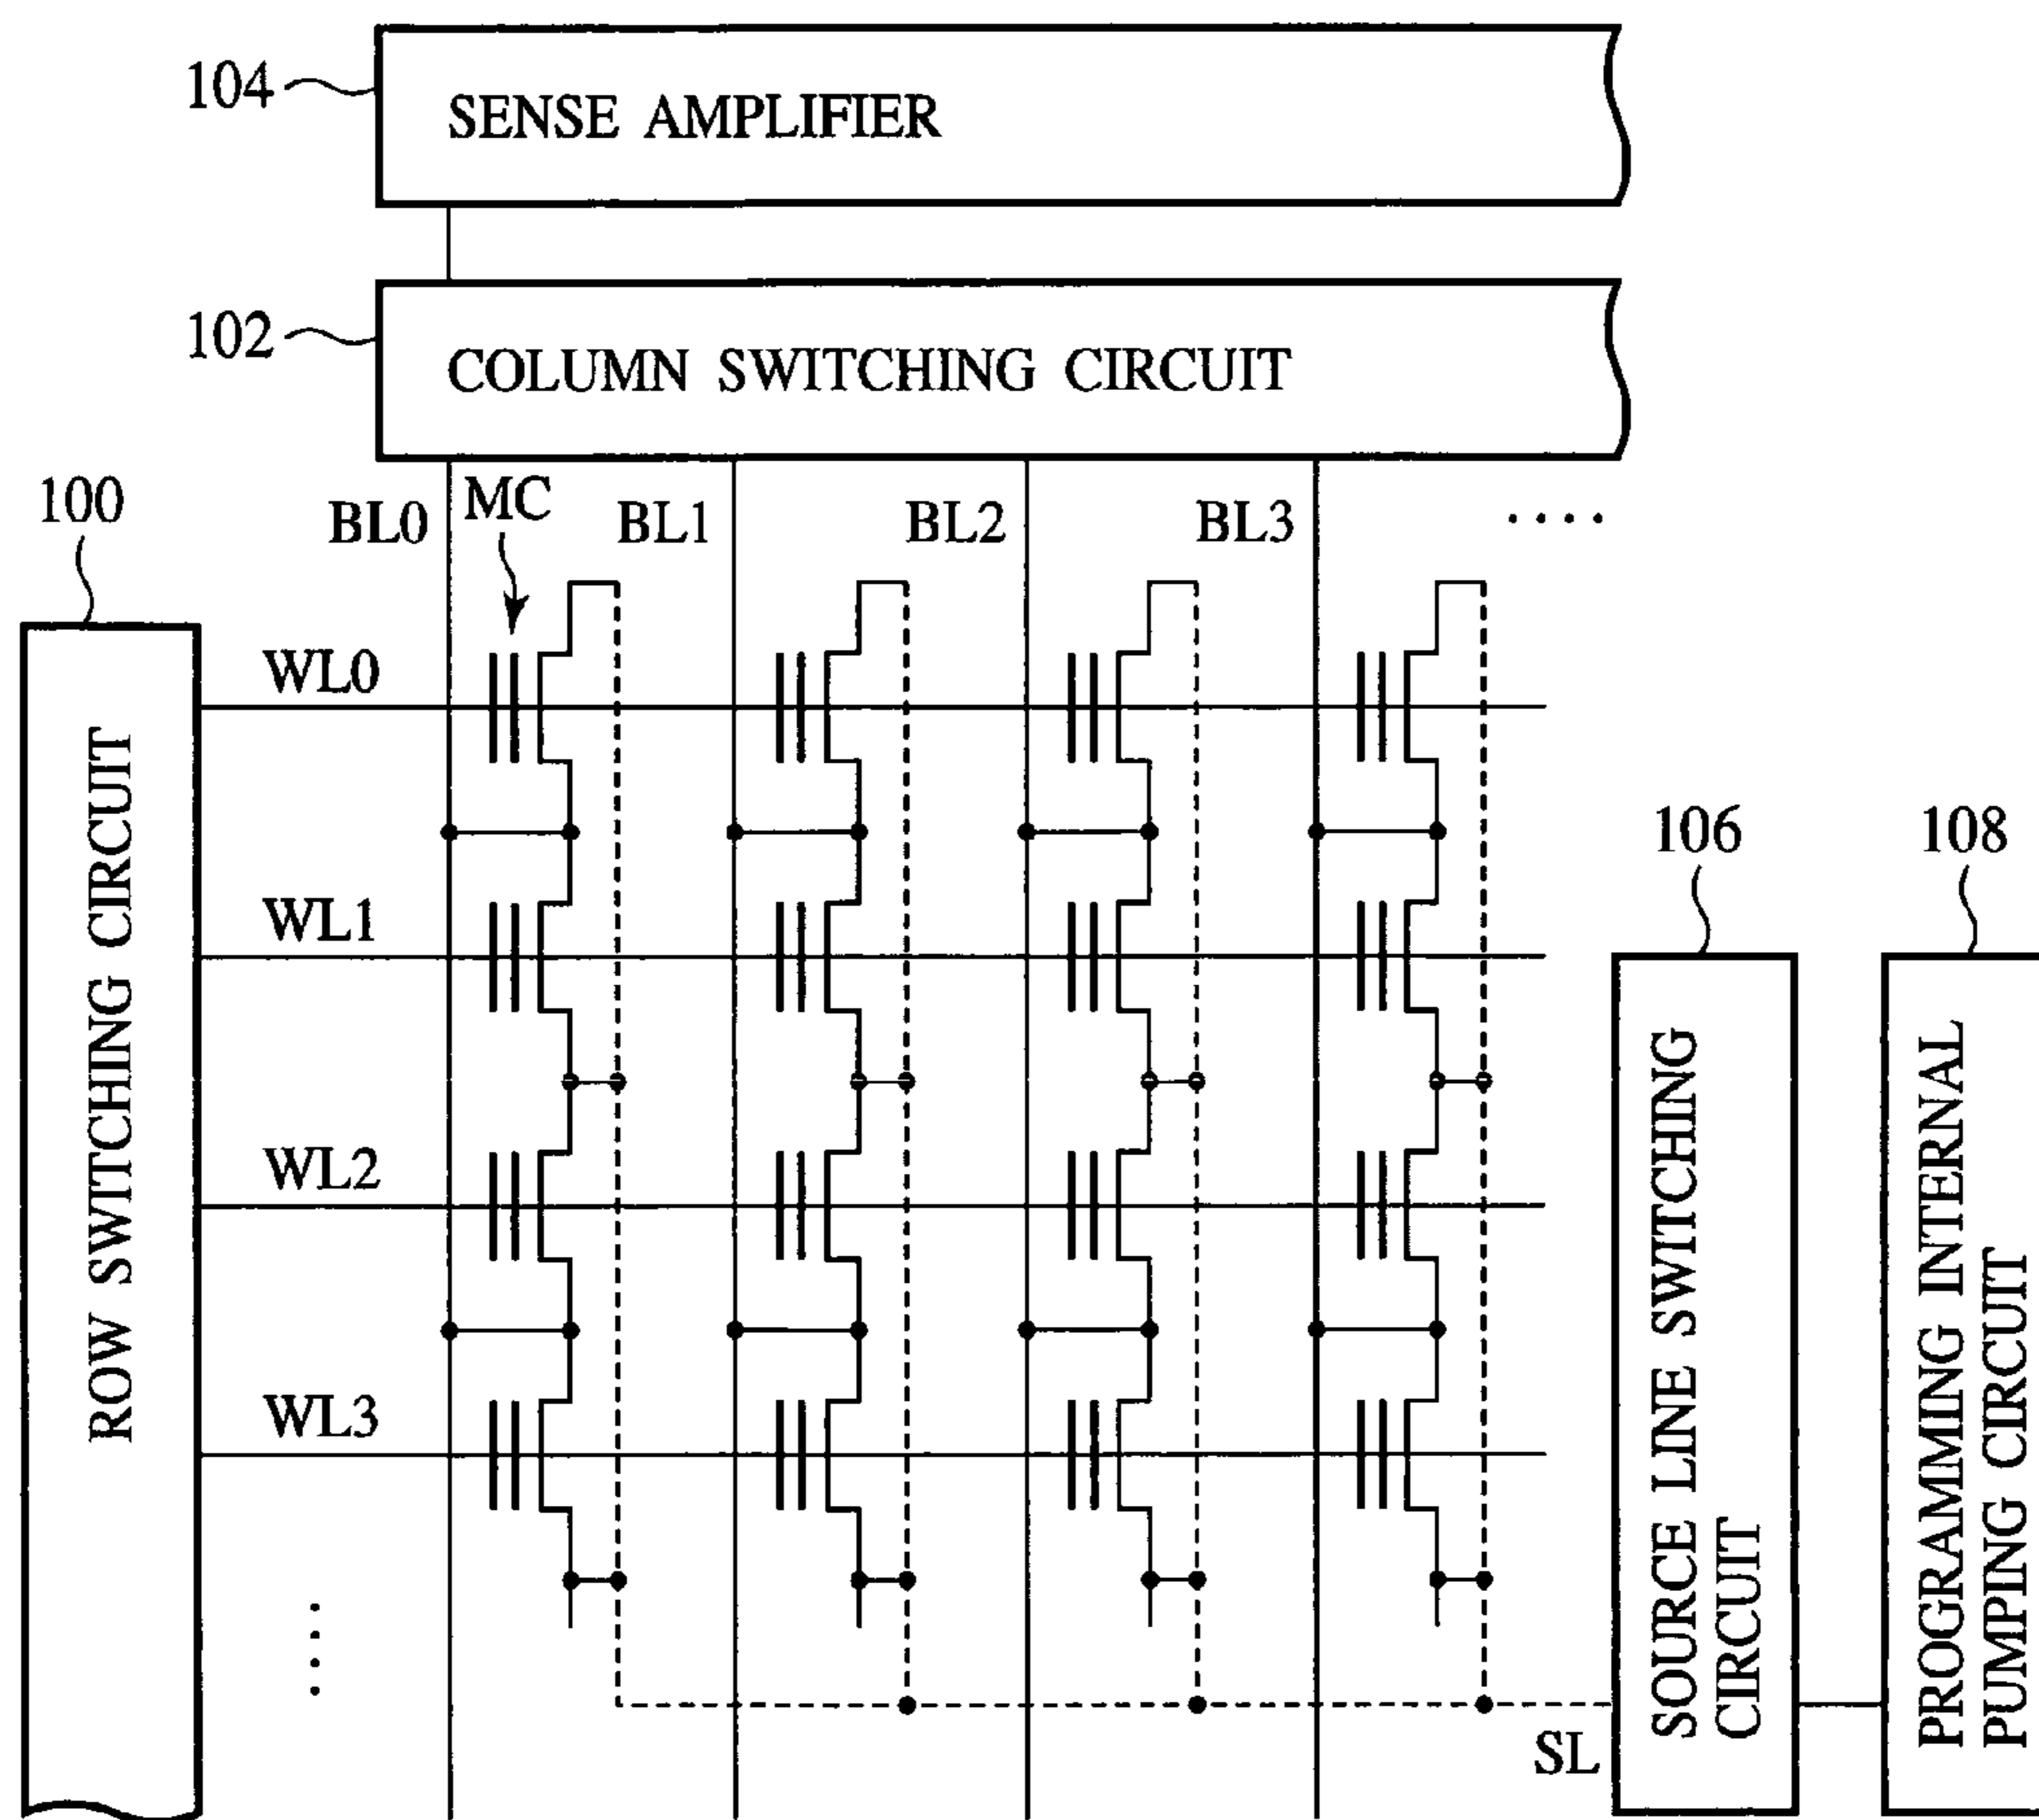 104
SENSE AMPLIFIER
102
COLUMN SWITCHING CIRCUIT
100
BL0
MC
BL1
BL2
BL3
····
ROW SWITCHING CIRCUIT
WL0
WL1
WL2
WL3
106
108
SOURCE LINE SWITCHING
CIRCUIT
PROGRAMMING INTERNAL
PUMPING CIRCUIT
SL